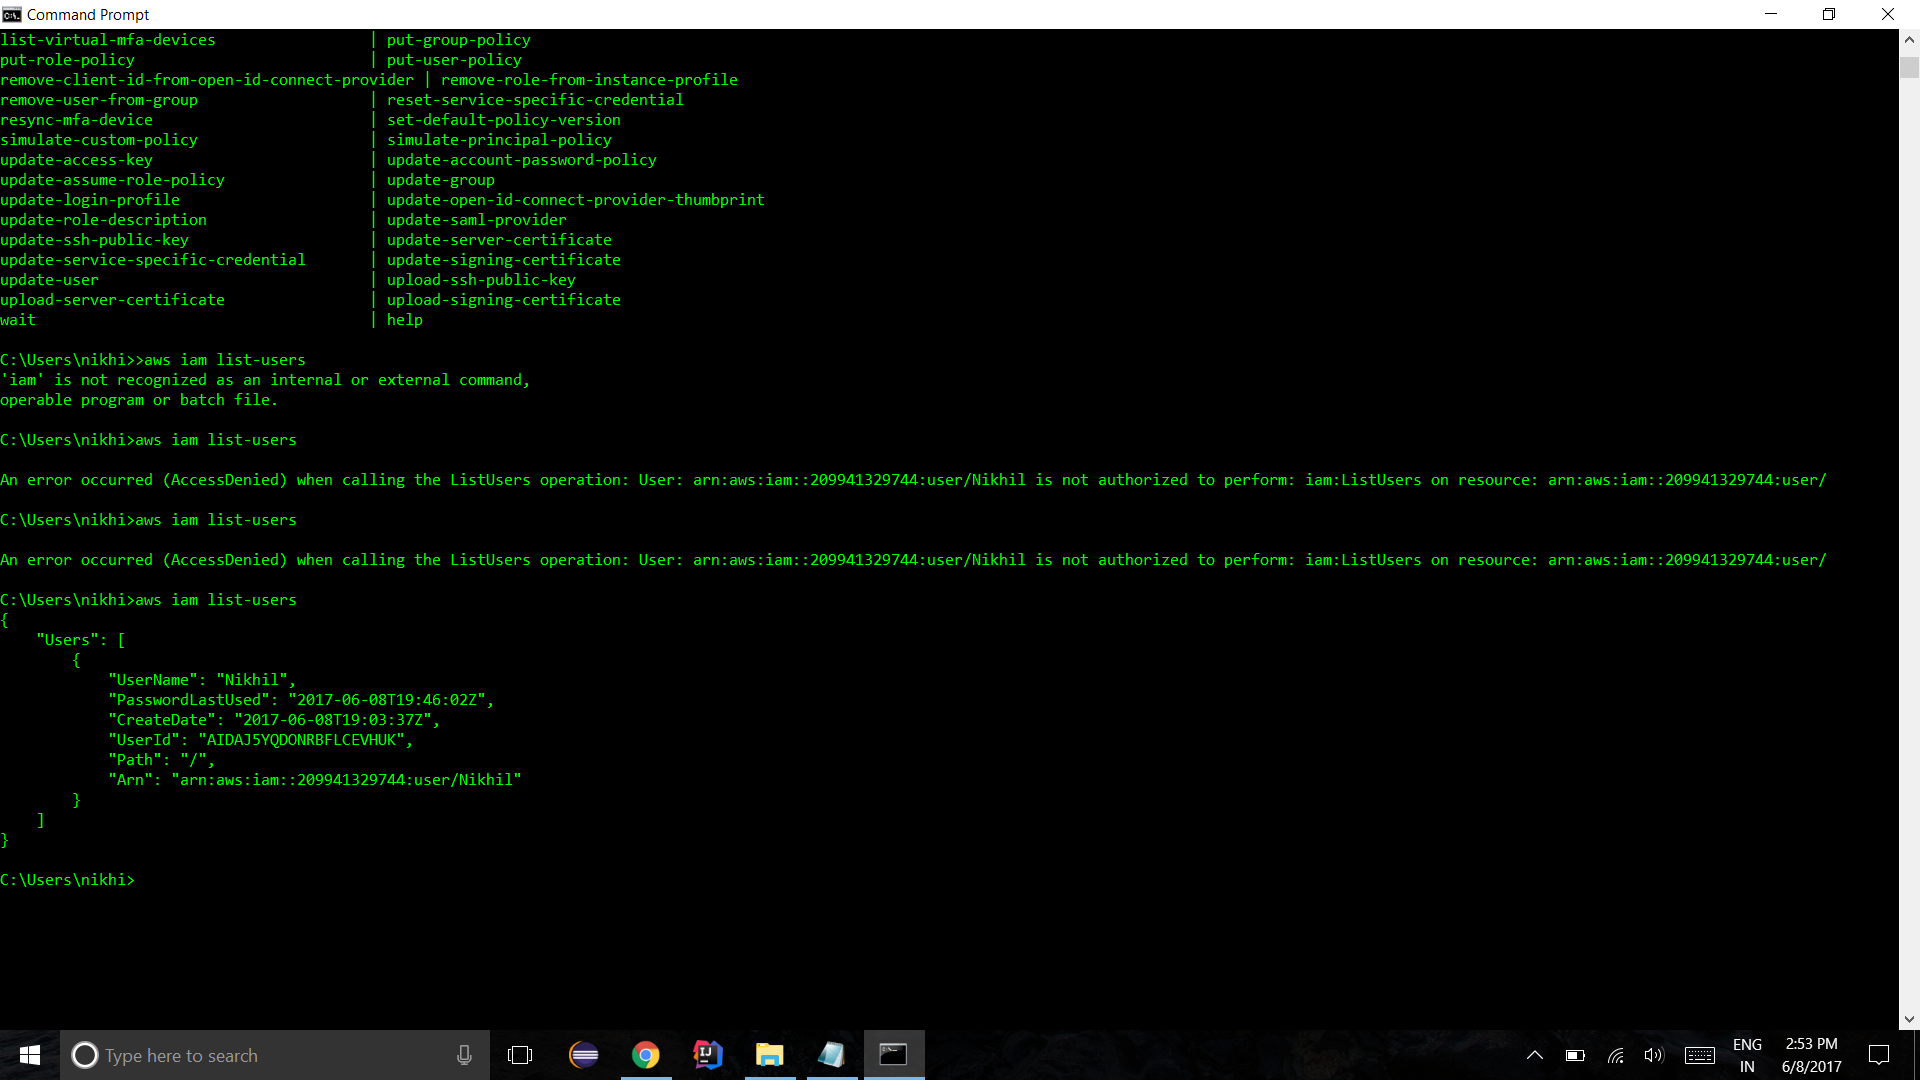 Command Prompt
list-virtual-mfa-devices | put-group-policy
put-role-policy | put-user-policy
remove-client-id-from-open-id-connect-provider | remove-role-from-instance-profile
remove-user-from-group | reset-service-specific-credential
resync-mfa-device | set-default-policy-version
simulate-custom-policy | simulate-principal-policy
update-access-key | update-account-password-policy
update-assume-role-policy | update-group
update-login-profile | update-open-id-connect-provider-thumbprint
update-role-description | update-saml-provider
update-ssh-public-key | update-server-certificate
update-service-specific-credential | update-signing-certificate
update-user | upload-ssh-public-key
upload-server-certificate | upload-signing-certificate
wait | help
C:\Users\nikhi>>aws iam list-users
'iam' is not recognized as an internal or external command,
operable program or batch file.
C:\Users\nikhi>aws iam list-users
An error occurred (AccessDenied) when calling the ListUsers operation: User: arn:aws:iam::209941329744:user/Nikhil is not authorized to perform: iam:ListUsers on resource: arn:aws:iam::209941329744:user/
C:\Users\nikhi>aws iam list-users
An error occurred (AccessDenied) when calling the ListUsers operation: User: arn:aws:iam::209941329744:user/Nikhil is not authorized to perform: iam:ListUsers on resource: arn:aws:iam::209941329744:user/
C:\Users\nikhi>aws iam list-users
{
"Users": [
{
"UserName": "Nikhil",
"PasswordLastUsed": "2017-06-08T19:46:02Z",
"CreateDate": "2017-06-08T19:03:37Z",
"UserId": "AIDAJ5YQDONRBFLCEVHUK",
"Path": "/",
"Arn": "arn:aws:iam::209941329744:user/Nikhil"
}
]
}
C:\Users\nikhi>
Type here to search
ENG
IN
2:53 PM
6/8/2017